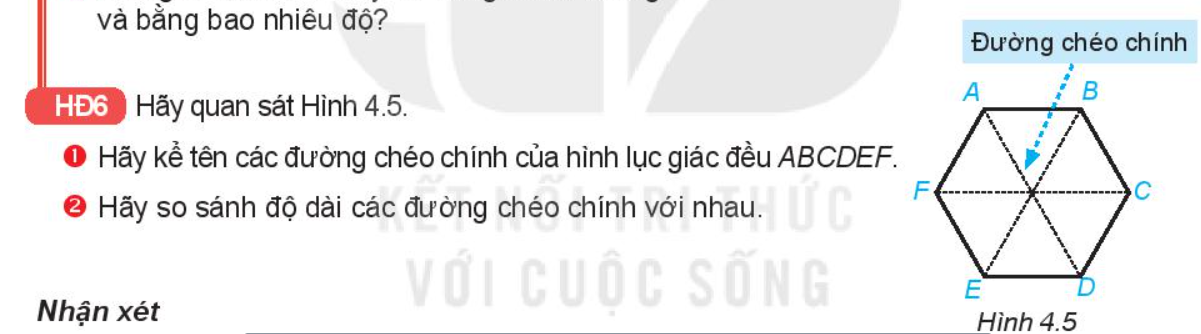 và bằng bao nhiêu độ?
Đường chéo chính
HĐ6 Hãy quan sát Hình 4.5.
❶ Hãy kể tên các đường chéo chính của hình lục giác đều ABCDEF.
❷ Hãy so sánh độ dài các đường chéo chính với nhau.
A B
F C
E D
Hình 4.5
KẾT NỐI TRI THỨC
VỚI CUỘC SỐNG
Nhận xét